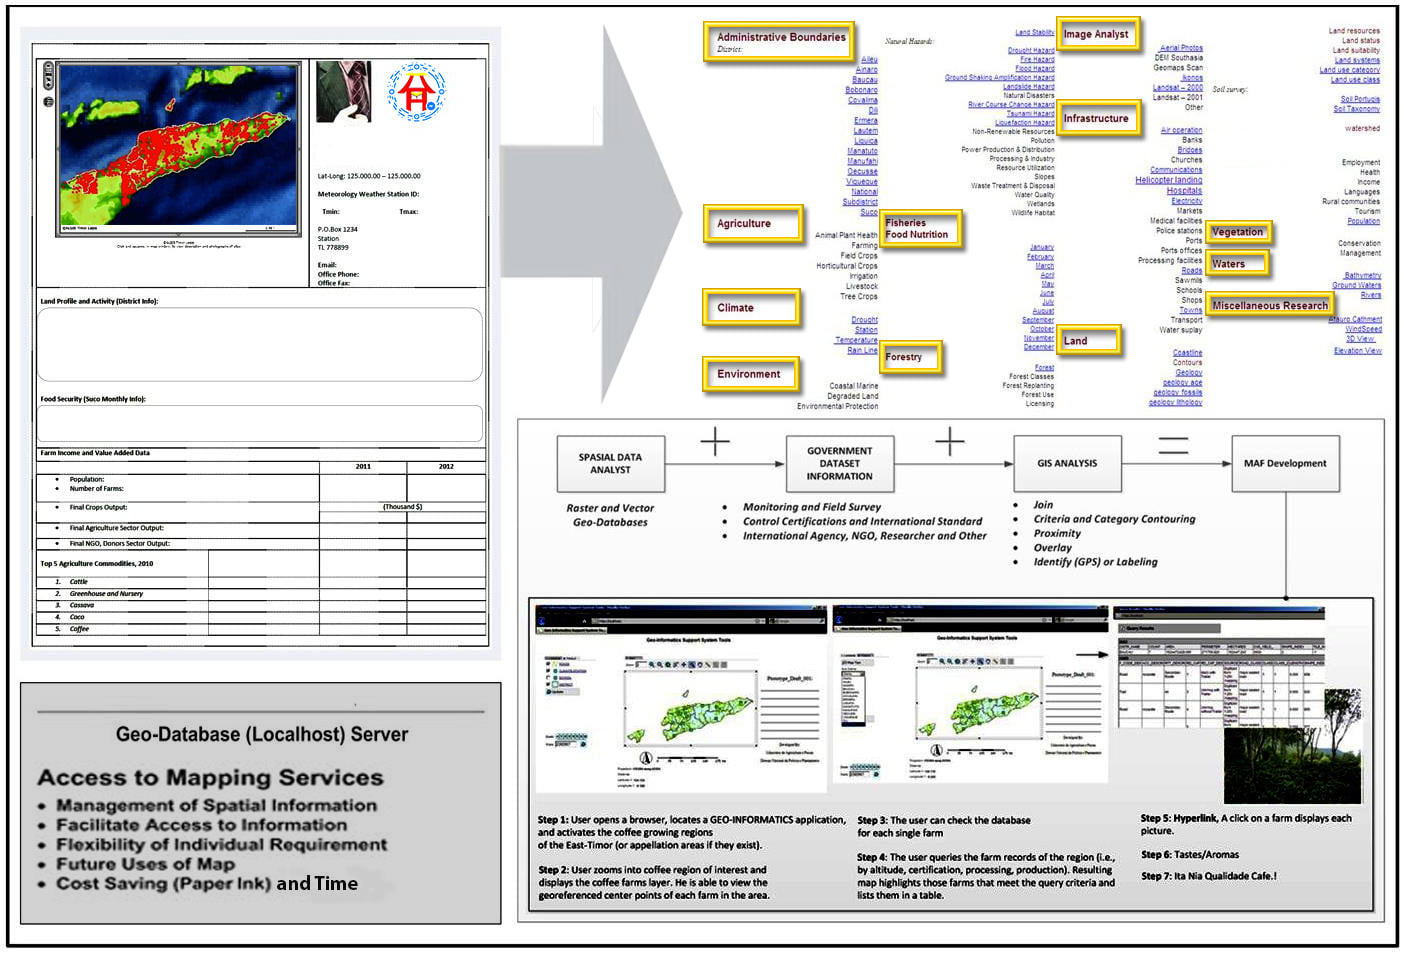 Lat-Long: 125.000.00 – 125.000.00
Meteorology Weather Station ID:
Tmin: Tmax:
P.O.Box 1234
Station
TL 778899
Email:
Office Phone:
Office Fax:
Land Profile and Activity (District Info):
Food Security (Suco Monthly Info):
Farm Income and Value Added Data
2011 2012
• Population:
• Number of Farms:
• Final Crops Output: (Thousand $)
• Final Agriculture Sector Output:
• Final NGO, Donors Sector Output:
Top 5 Agriculture Commodities, 2010
1. Cattle
2. Greenhouse and Nursery
3. Cassava
4. Coco
5. Coffee
Geo-Database (Localhost) Server
Access to Mapping Services
• Management of Spatial Information
• Facilitate Access to Information
• Flexibility of Individual Requirement
• Future Uses of Map
• Cost Saving (Paper Ink) and Time
Administrative Boundaries
District:
Aileu
Ainaro
Baucau
Bobonaro
Covalima
Dili
Ermera
Lautem
Liquica
Manatuto
Manufahi
Oecusse
Viqueque
National
Subdistrict
Suco
Agriculture
Animal Plant Health
Farming
Field Crops
Horticultural Crops
Irrigation
Livestock
Tree Crops
Climate
Drought
Station
Temperature
Rain Line
Environment
Coastal Marine
Degraded Land
Environmental Protection
Natural Hazards:
Land Stability
Drought Hazard
Fire Hazard
Flood Hazard
Ground Shaking Amplification Hazard
Landslide Hazard
Natural Disasters
River Course Change Hazard
Tsunami Hazard
Liquefaction Hazard
Non-Renewable Resources
Pollution
Power Production & Distribution
Processing & Industry
Resource Utilization
Slopes
Waste Treatment & Disposal
Water Quality
Wetlands
Wildlife Habitat
Fisheries
Food Nutrition
January
February
March
April
May
June
July
August
September
October
November
December
Forestry
Forest
Forest Classes
Forest Replanting
Forest Use
Licensing
Image Analyst
Aerial Photos
DEM Southasia
Geomaps Scan
Ikonos
Landsat – 2000
Landsat – 2001
Other
Infrastructure
Air operation
Banks
Bridges
Churches
Communications
Helicopter landing
Hospitals
Electricity
Markets
Medical facilities
Police stations
Ports
Ports offices
Processing facilities
Roads
Sawmils
Schools
Shops
Towns
Transport
Water suplay
Land
Coastline
Contours
Geology
geology age
geology fossils
geology lithology
Land resources
Land status
Land suitability
Land systems
Land use category
Land use class
Soil survey:
Soil Portugis
Soil Taxonomy
watershed
Employment
Health
Income
Languages
Rural communities
Tourism
Population
Vegetation
Conservation
Management
Waters
Bathymetry
Ground Waters
Rivers
Miscellaneous Research
Atauro Cathment
WindSpeed
3D View
Elevation View
SPASIAL DATA
ANALYST
+
GOVERNMENT
DATASET
INFORMATION
+
GIS ANALYSIS
=
MAF Development
Raster and Vector
Geo-Databases
• Monitoring and Field Survey
• Control Certifications and International Standard
• International Agency, NGO, Researcher and Other
• Join
• Criteria and Category Contouring
• Proximity
• Overlay
• Identify (GPS) or Labeling
Geo-Informatics Support System Tools
Prototype_Draft_001:
Geo-Informatics Support System Tools
Prototype_Draft_001:
Query Results
Step 1: User opens a browser, locates a GEO-INFORMATICS application,
and activates the coffee growing regions
of the East-Timor (or appellation areas if they exist).
Step 2: User zooms into coffee region of interest and
displays the coffee farms layer. He is able to view the
georeferenced center points of each farm in the area.
Step 3: The user can check the database
for each single farm
Step 4: The user queries the farm records of the region (i.e.,
by altitude, certification, processing, production). Resulting
map highlights those farms that meet the query criteria and
lists them in a table.
Step 5: Hyperlink, A click on a farm displays each
picture.
Step 6: Tastes/Aromas
Step 7: Ita Nia Qualidade Cafe.!